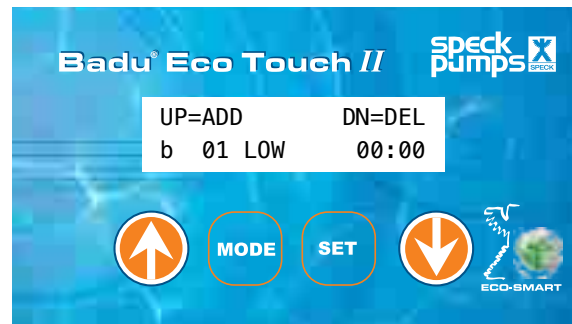 Badu® Eco Touch II
speck pumps
SPECK
UP=ADD DN=DEL
b 01 LOW 00:00
MODE
SET
ECO-SMART